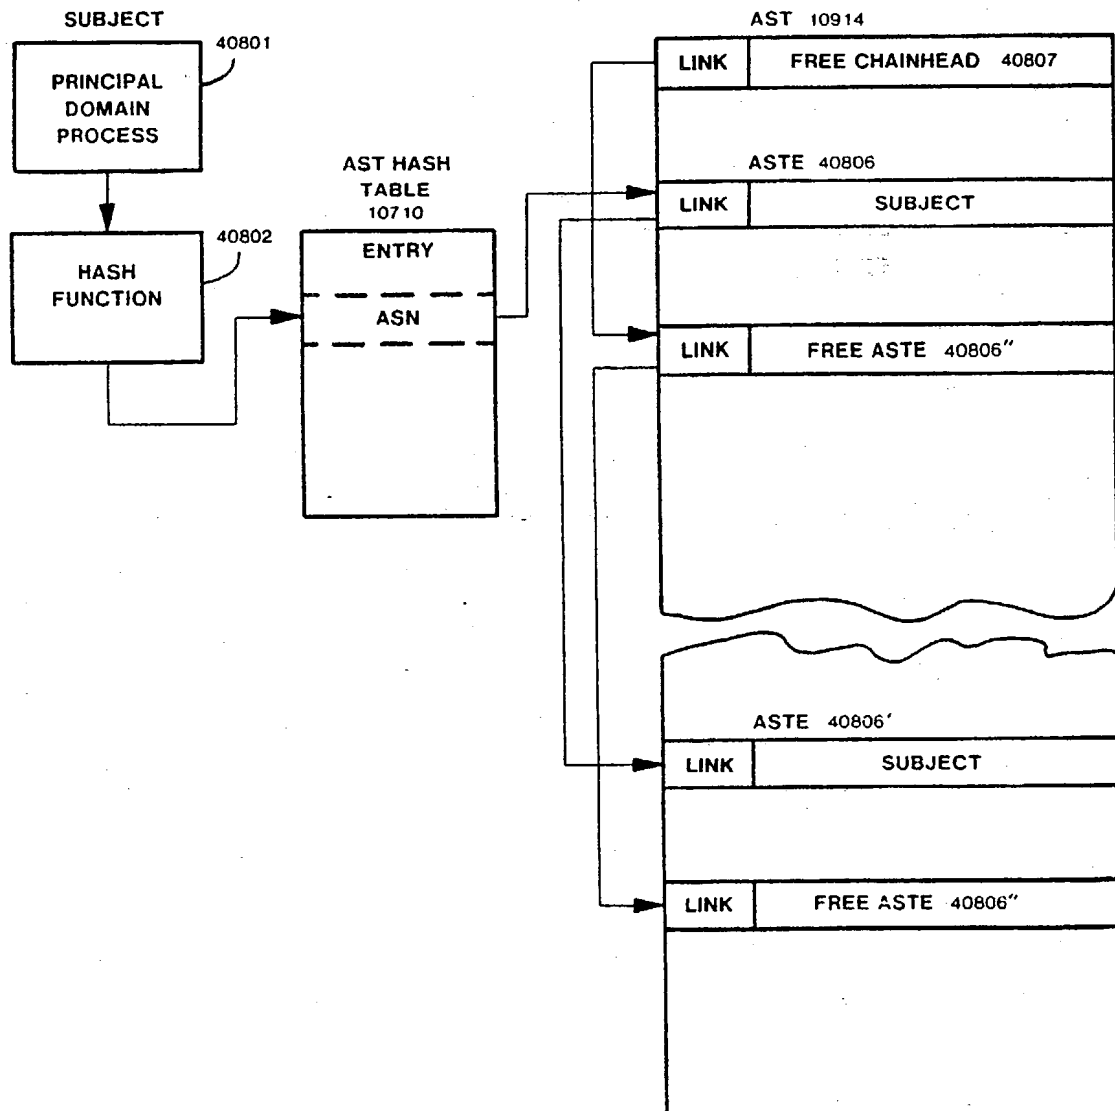 SUBJECT
40801
PRINCIPAL
DOMAIN
PROCESS
40802
HASH
FUNCTION
AST HASH
TABLE
10710
ENTRY
ASN
AST 10914
LINK FREE CHAINHEAD 40807
ASTE 40806
LINK SUBJECT
LINK FREE ASTE 40806"
ASTE 40806'
LINK SUBJECT
LINK FREE ASTE 40806"